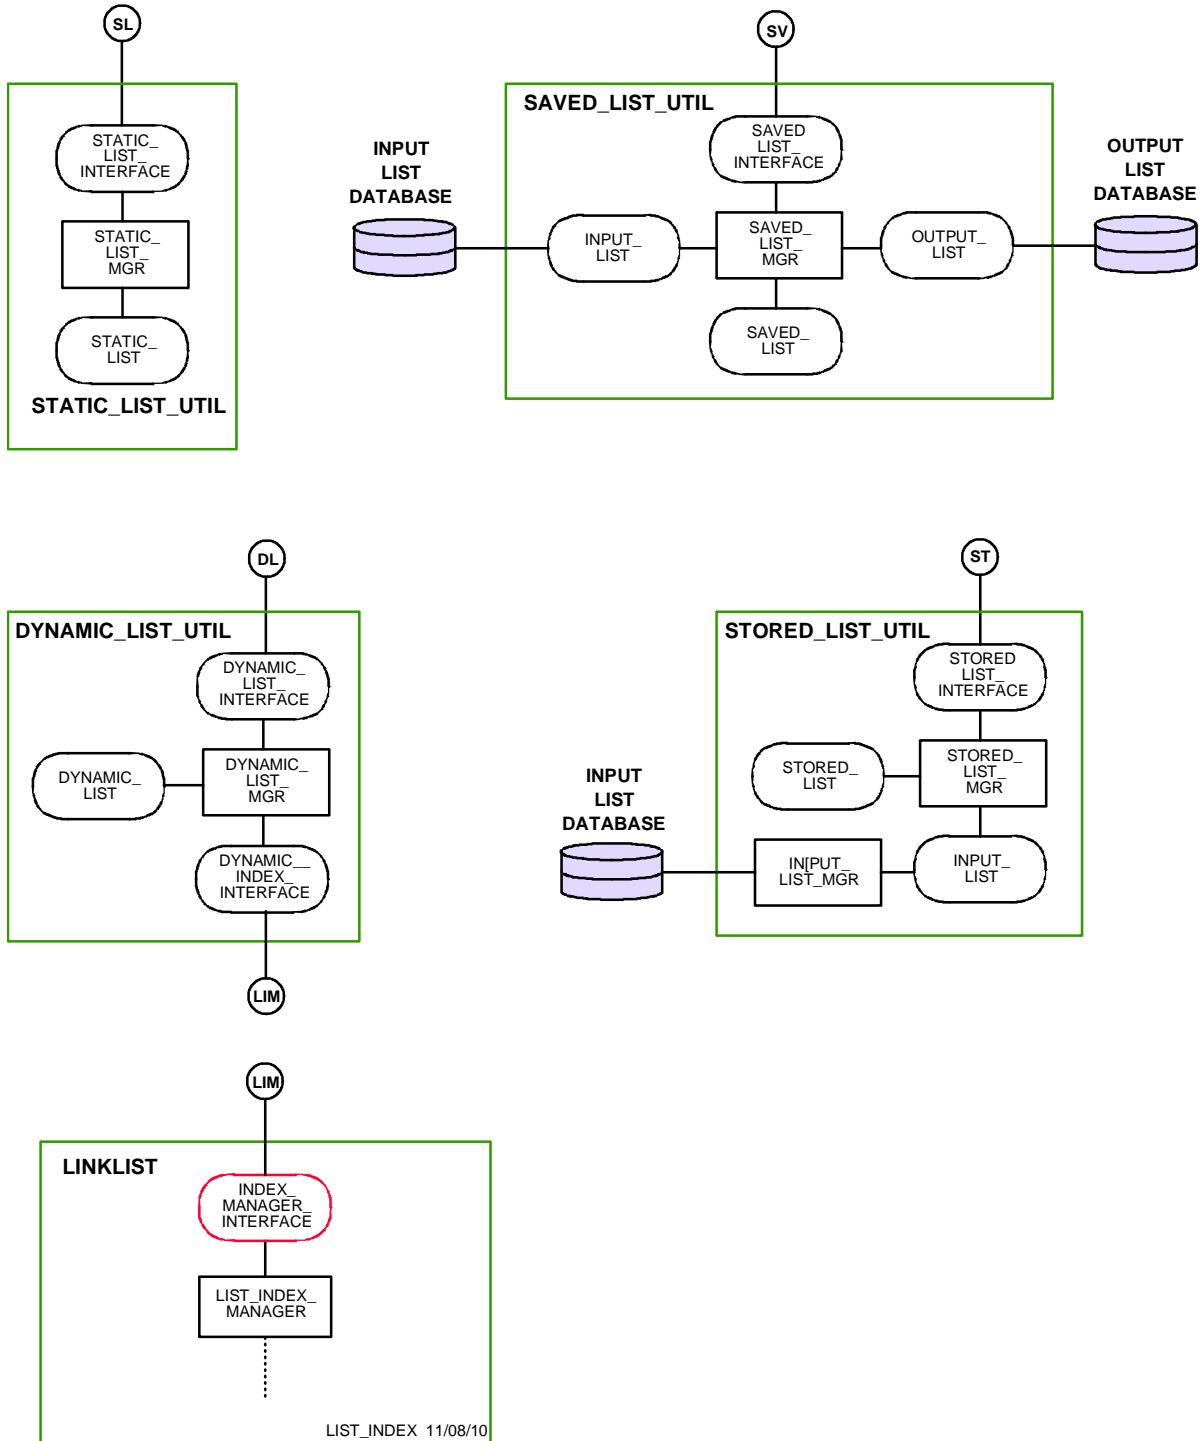 SL
STATIC_
LIST_
INTERFACE
STATIC_
LIST_
MGR
STATIC_
LIST
STATIC_LIST_UTIL
SV
SAVED_LIST_UTIL
SAVED
LIST_
INTERFACE
INPUT
LIST
DATABASE
INPUT_
LIST
SAVED_
LIST_
MGR
OUTPUT_
LIST
OUTPUT
LIST
DATABASE
SAVED_
LIST
DL
DYNAMIC_LIST_UTIL
DYNAMIC_
LIST_
INTERFACE
DYNAMIC_
LIST
DYNAMIC_
LIST_
MGR
DYNAMIC__
INDEX_
INTERFACE
LIM
ST
STORED_LIST_UTIL
STORED
LIST_
INTERFACE
STORED_
LIST
STORED_
LIST_
MGR
INPUT
LIST
DATABASE
IN[PUT_
LIST_MGR
INPUT_
LIST
LIM
LINKLIST
INDEX_
MANAGER_
INTERFACE
LIST_INDEX_
MANAGER
LIST_INDEX 11/08/10